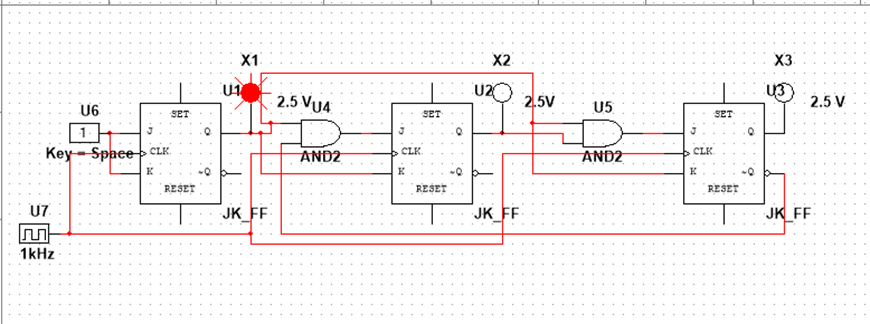 X1 X2 X3
U1 2.5 V U4 U2 2.5V U5 U3 2.5 V
U6
SET SET SET
1 J Q J Q J Q
Key = Space CLK AND2 CLK AND2 CLK
K ~Q K ~Q K ~Q
RESET RESET RESET
U7 JK_FF JK_FF JK_FF
1kHz